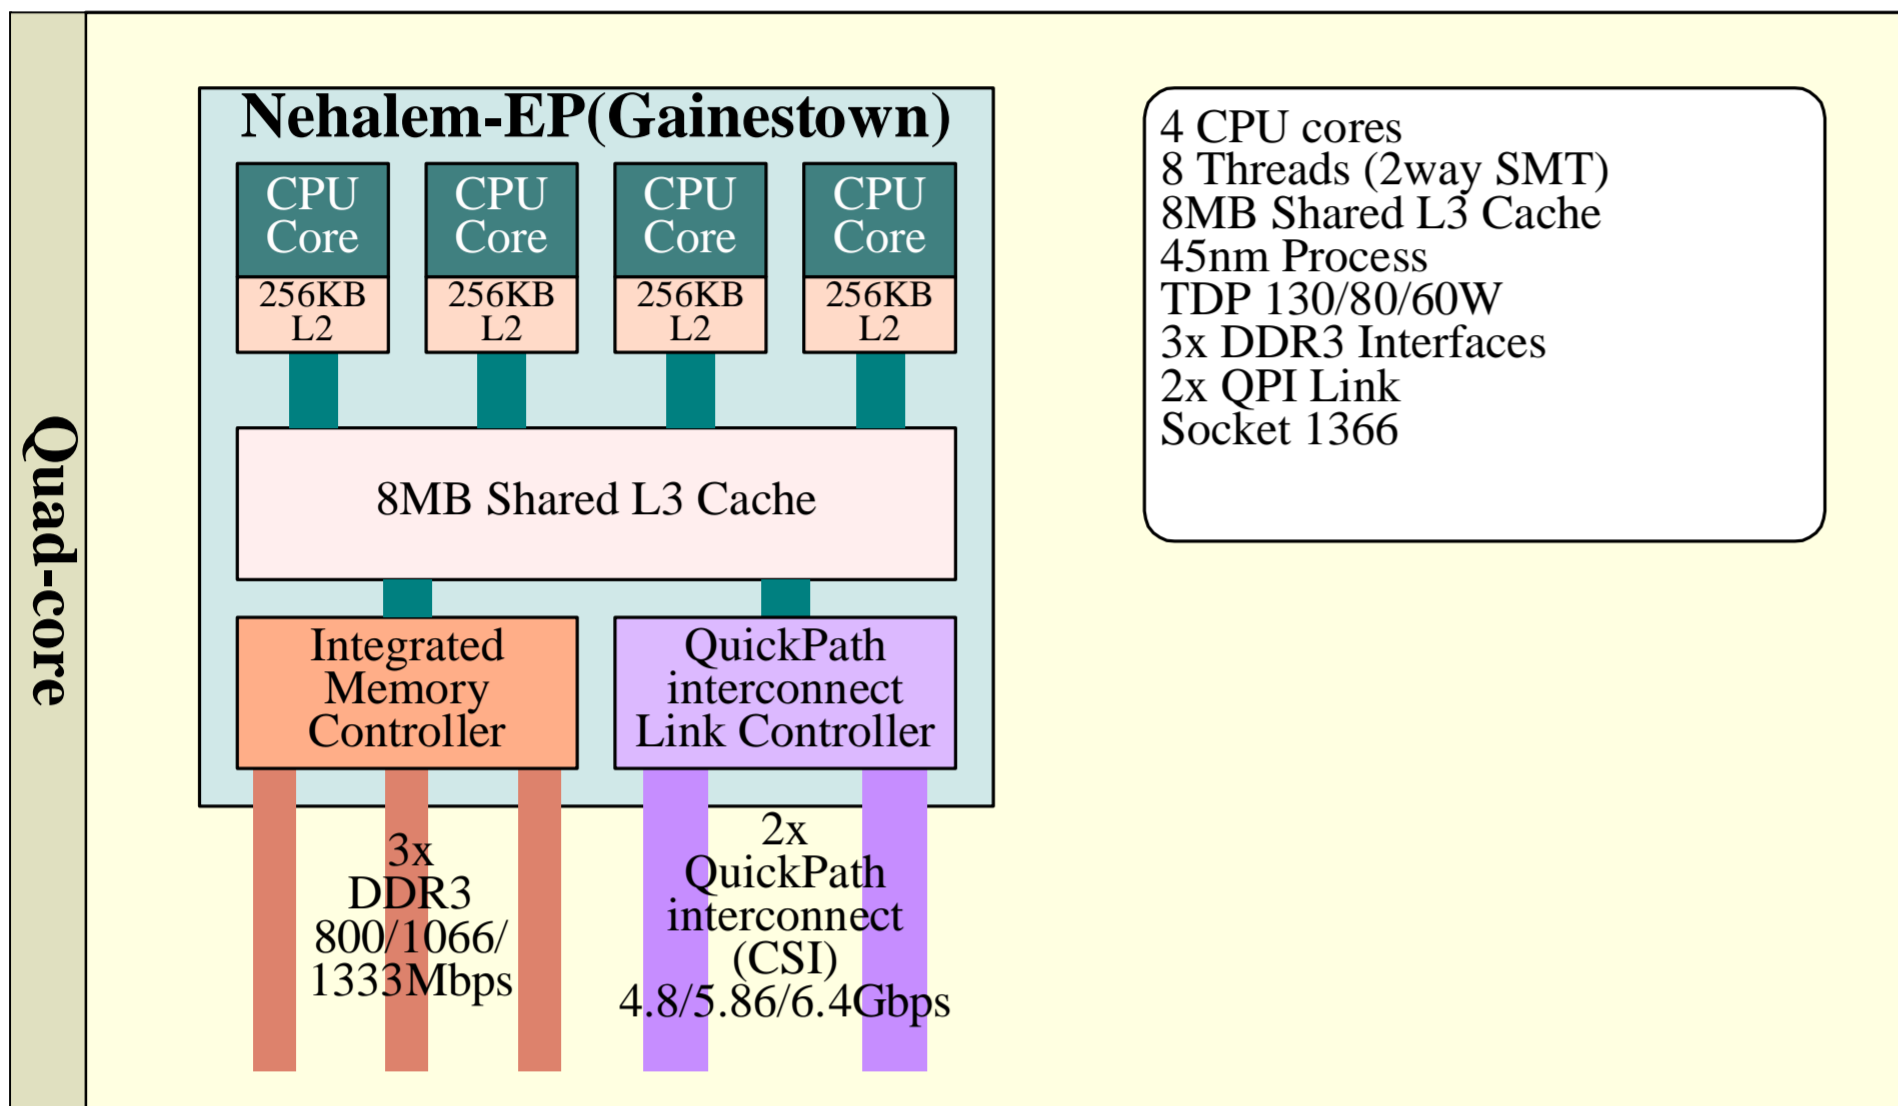 Quad-core
Nehalem-EP(Gainestown)
CPU
Core
256KB
L2
CPU
Core
256KB
L2
CPU
Core
256KB
L2
CPU
Core
256KB
L2
8MB Shared L3 Cache
Integrated
Memory
Controller
QuickPath
interconnect
Link Controller
3x
DDR3
800/1066/
1333Mbps
2x
QuickPath
interconnect
(CSI)
4.8/5.86/6.4Gbps
4 CPU cores
8 Threads (2way SMT)
8MB Shared L3 Cache
45nm Process
TDP 130/80/60W
3x DDR3 Interfaces
2x QPI Link
Socket 1366